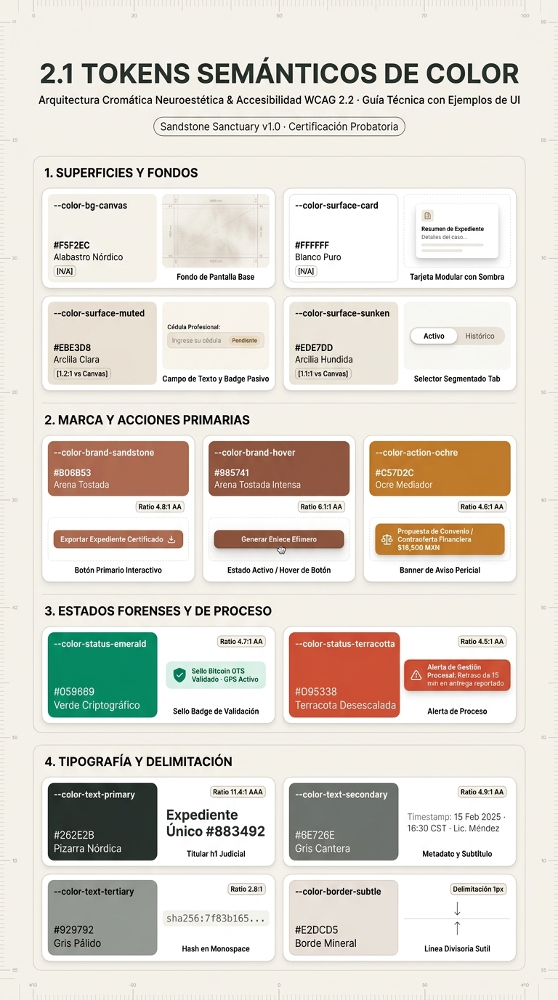 0 20 50 70 100
2.1 TOKENS SEMÁNTICOS DE COLOR
Arquitectura Cromática Neuroestética & Accesibilidad WCAG 2.2 · Guía Técnica con Ejemplos de UI
Sandstone Sanctuary v1.0 · Certificación Probatoria
1. SUPERFICIES Y FONDOS
--color-bg-canvas
#F5F2EC
Alabastro Nórdico
[N/A]
Fondo de Pantalla Base
--color-surface-card
#FFFFFF
Blanco Puro
[N/A]
Resumen de Expediente
Detalies del caso...
Tarjeta Modular con Sombra
--color-surface-muted
#EBE3D8
Arclila Clara
[1.2:1 vs Canvas]
Cédula Profesional:
Ingrese su cédula
Pendisnte
Campo de Texto y Badge Pasivo
--color-surface-sunken
#EDE7DD
Arcilia Hundida
[1.1:1 vs Canvas]
Activo
Histórico
Selector Segmentado Tab
2. MARCA Y ACCIONES PRIMARIAS
--color-brand-sandstone
#B06B53
Arena Tostada
Ratio 4.8:1 AA
Exportar Expediente Certificado
Botón Primario Interactivo
--color-brand-hover
#985741
Arena Tostada Intensa
Ratio 6.1:1 AA
Generar Eniece Efimero
Estado Activo / Hover de Botón
--color-action-ochre
#C57D2C
Ocre Mediador
Ratio 4.6:1 AA
Propuesta de Convenio /
Contraoferta Financiera
$16,500 MXN
Banner de Aviso Pericial
3. ESTADOS FORENSES Y DE PROCESO
--color-status-emerald
#059669
Verde Criptográfico
Ratio 4.7:1 AA
Sello Bitcoin OTS
Validado · GPS Activo
Sello Badge de Validación
--color-status-terracotta
#D95338
Terracota Desescalada
Ratio 4.5:1 AA
Alerta de Gestión
Procesal: Retraso da 15
min en antrega reportado
Alerta de Proceso
4. TIPOGRAFÍA Y DELIMITACIÓN
--color-text-primary
#262E2B
Pizarra Nórdica
Ratio 11.4:1 AAA
Expediente
Único #883492
Titular h1 Judicial
--color-text-secondary
#6E726E
Gris Cantera
Ratio 4.9:1 AA
Timestamp: 15 Feb 2025 ·
16:30 CST · Lic. Méndez
Metadato y Subtitulo
--color-text-tertiary
#929792
Gris Pálido
Ratio 2.8:1
sha256:7f83b165...
Hash en Monospace
--color-border-subtle
#E2DCD5
Borde Mineral
Delimitación 1px
Linea Divisoria Sutil